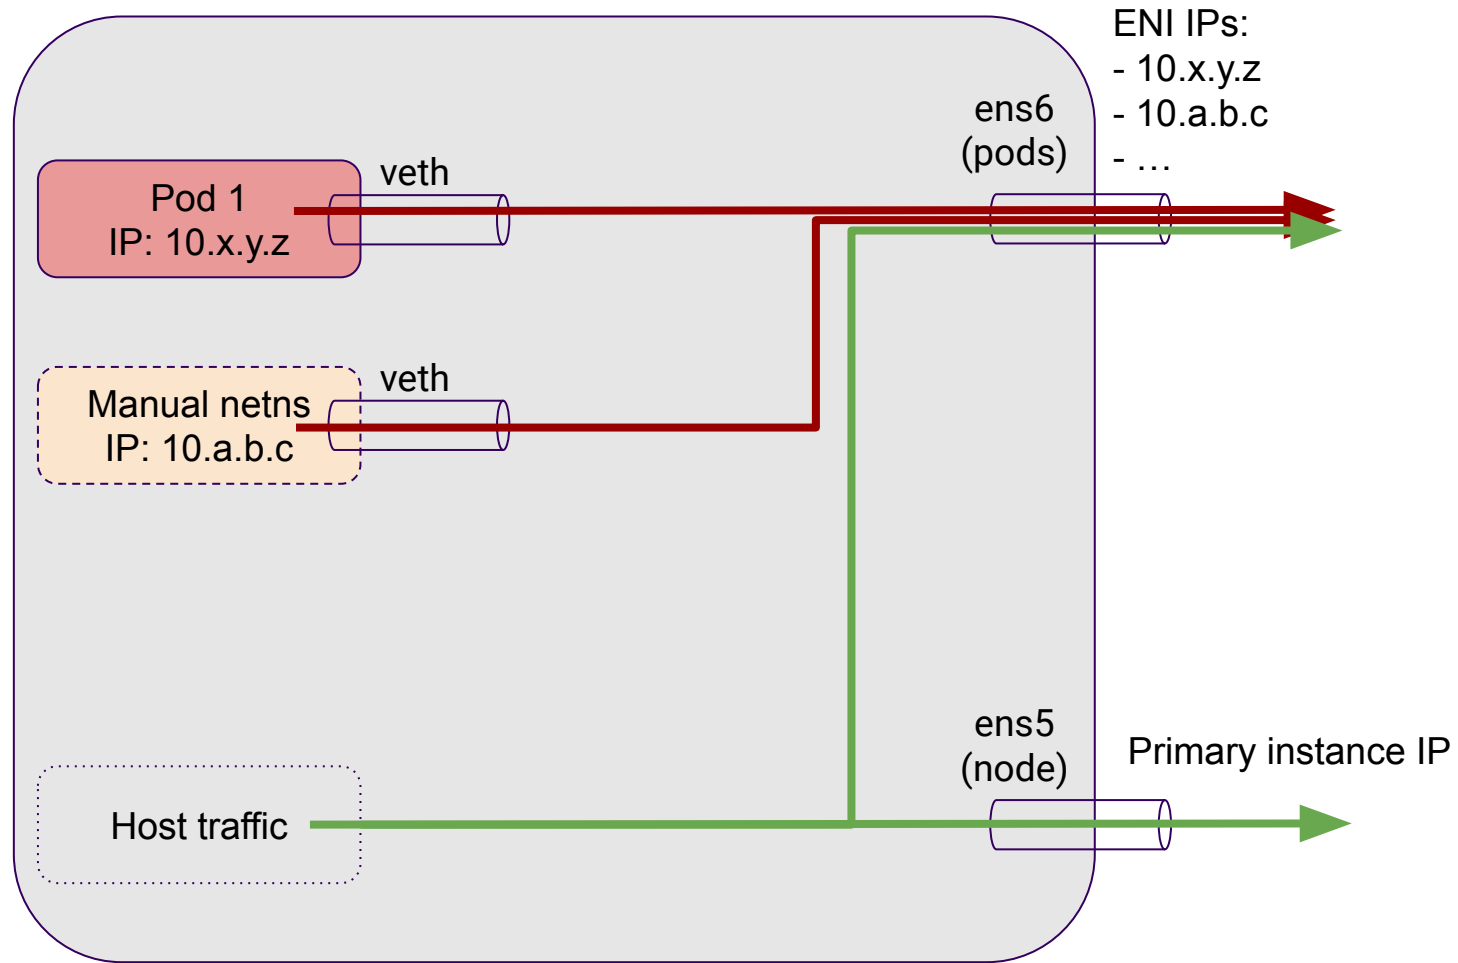 ENI IPs:
- 10.x.y.z
- 10.a.b.c
- …
ens6
(pods)
veth
Pod 1
IP: 10.x.y.z
veth
Manual netns
IP: 10.a.b.c
ens5
(node)
Primary instance IP
Host traffic